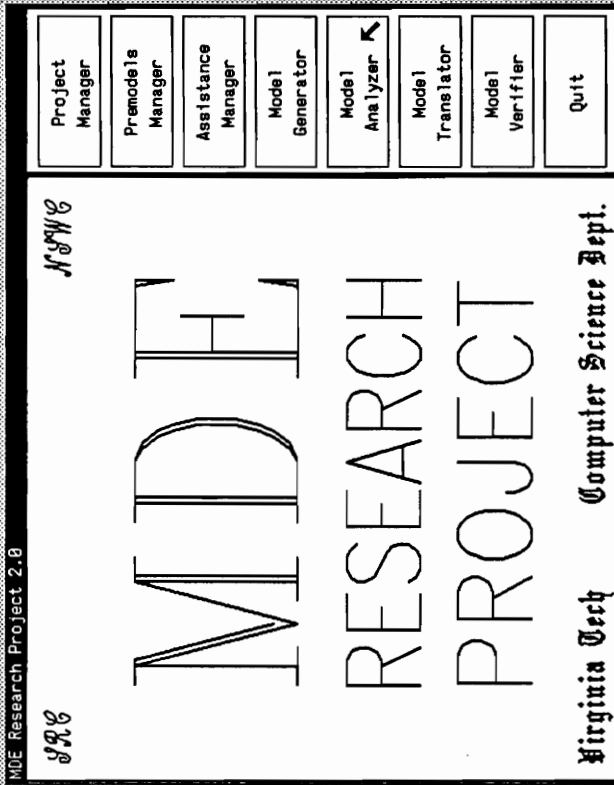 MDE Research Project 2.0
SRC
NSWC
MDE
RESEARCH
PROJECT
Virginia Tech Computer Science Dept.
Project
Manager
Premodels
Manager
Assistance
Manager
Model
Generator
Model
Analyzer
Model
Translator
Model
Verifier
Quit